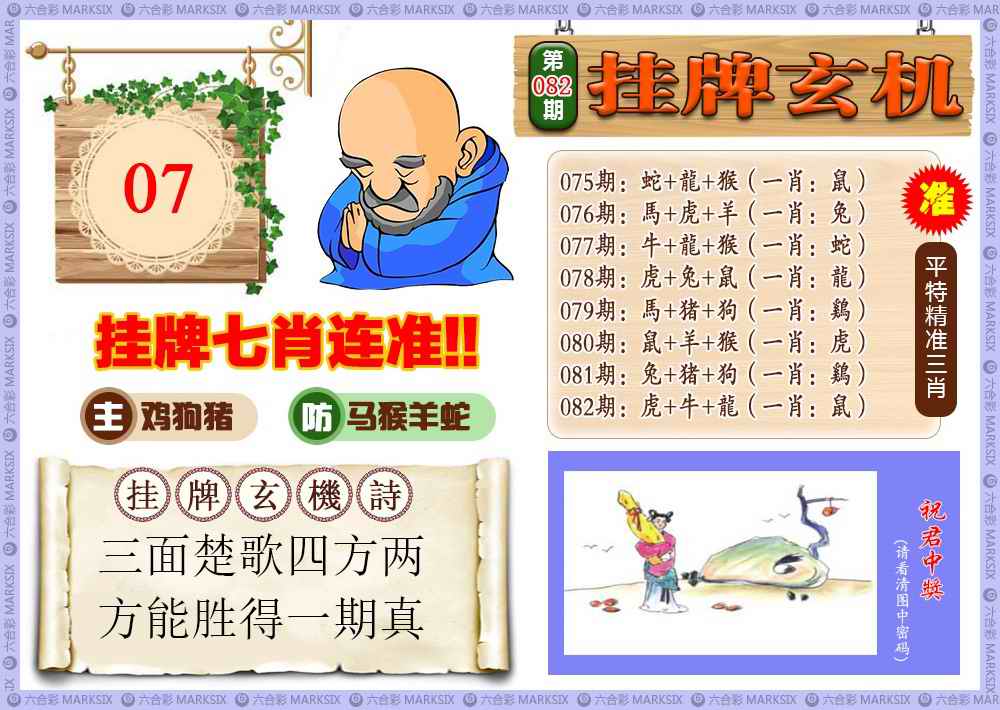 六合彩 MARKSIX
07
挂牌七肖连准!!
主 鸡狗猪
防 马猴羊蛇
挂牌玄機詩
三面楚歌四方两
方能胜得一期真
第082期
挂牌玄机
075期：蛇+龍+猴（一肖：鼠）
076期：馬+虎+羊（一肖：兔）
077期：牛+龍+猴（一肖：蛇）
078期：虎+兔+鼠（一肖：龍）
079期：馬+猪+狗（一肖：鷄）
080期：鼠+羊+猴（一肖：虎）
081期：兔+猪+狗（一肖：鷄）
082期：虎+牛+龍（一肖：鼠）
准
平特精准三肖
祝君中獎
(请看清图中密码)